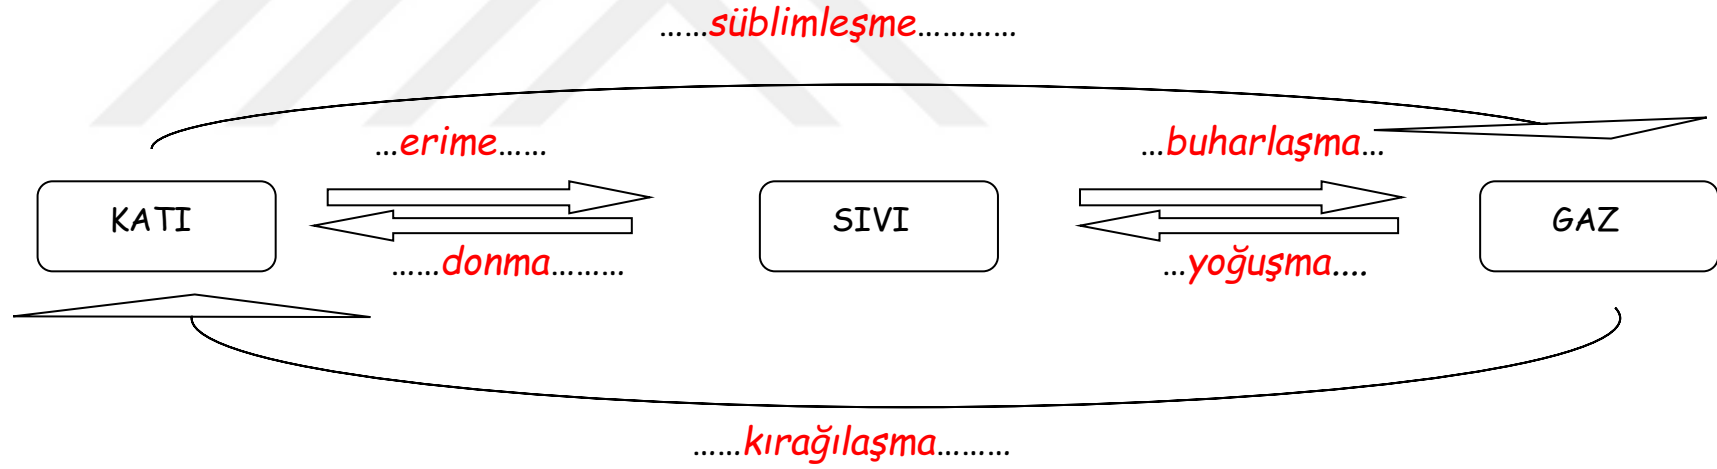 ……süblimleşme…………
…erime……
…buharlaşma…
KATI
SIVI
GAZ
……donma………
…yoğuşma....
……kırağılaşma………